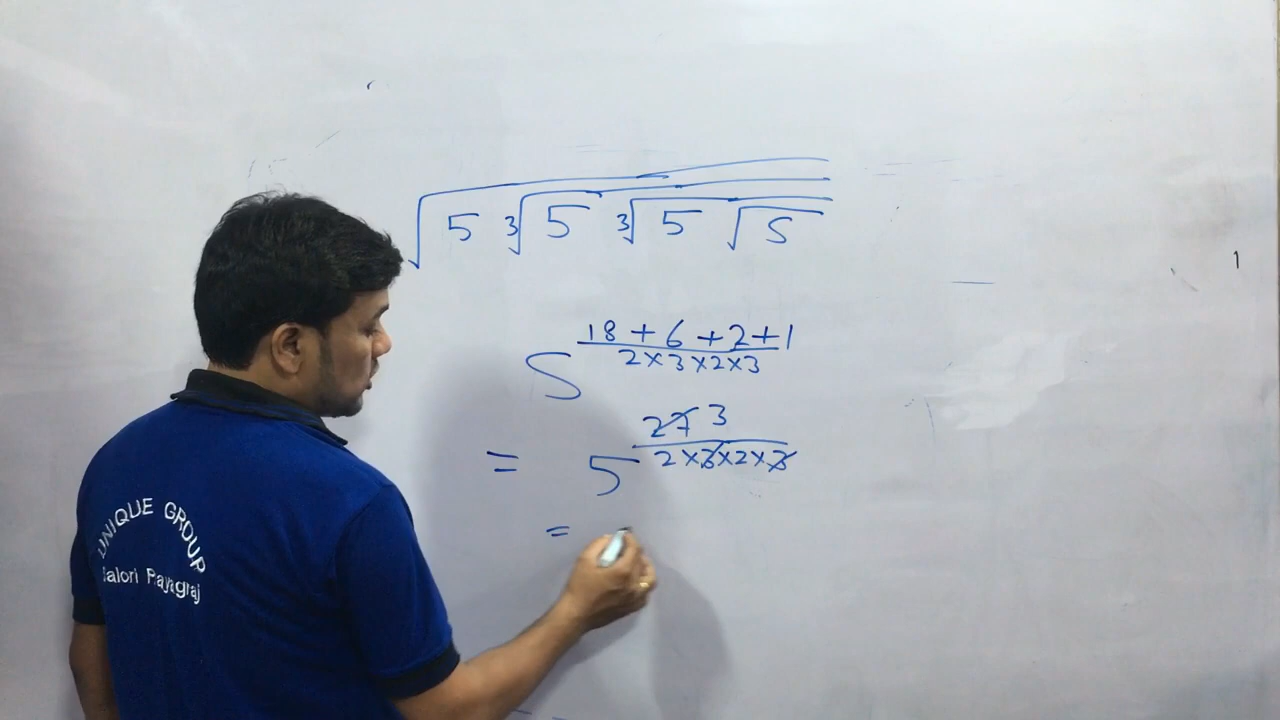 √(5 ∛(5 ∛(5 √5)))
5^((18 + 6 + 2 + 1)/(2×3×2×3))
= 5^((27 3)/(2×3×2×3))
=
UNIQUE GROUP
Salori Prayagraj
1